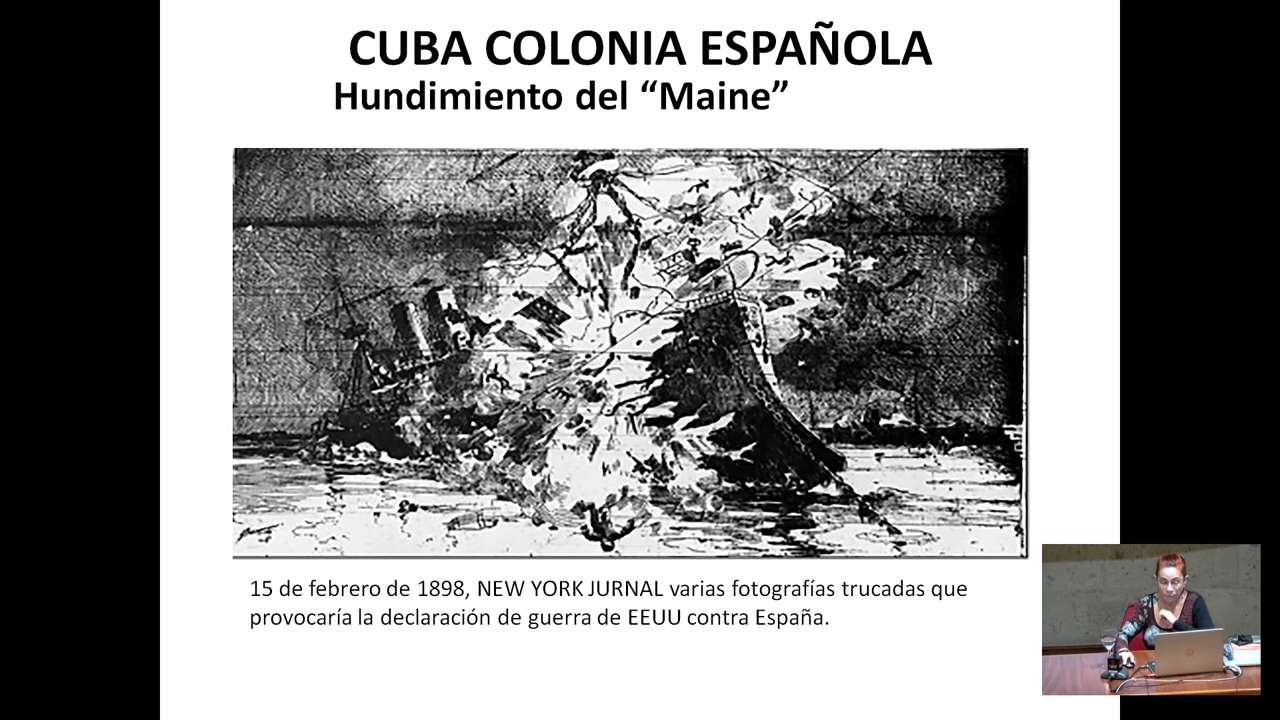 CUBA COLONIA ESPAÑOLA
Hundimiento del “Maine”
15 de febrero de 1898, NEW YORK JURNAL varias fotografías trucadas que
provocaría la declaración de guerra de EEUU contra España.